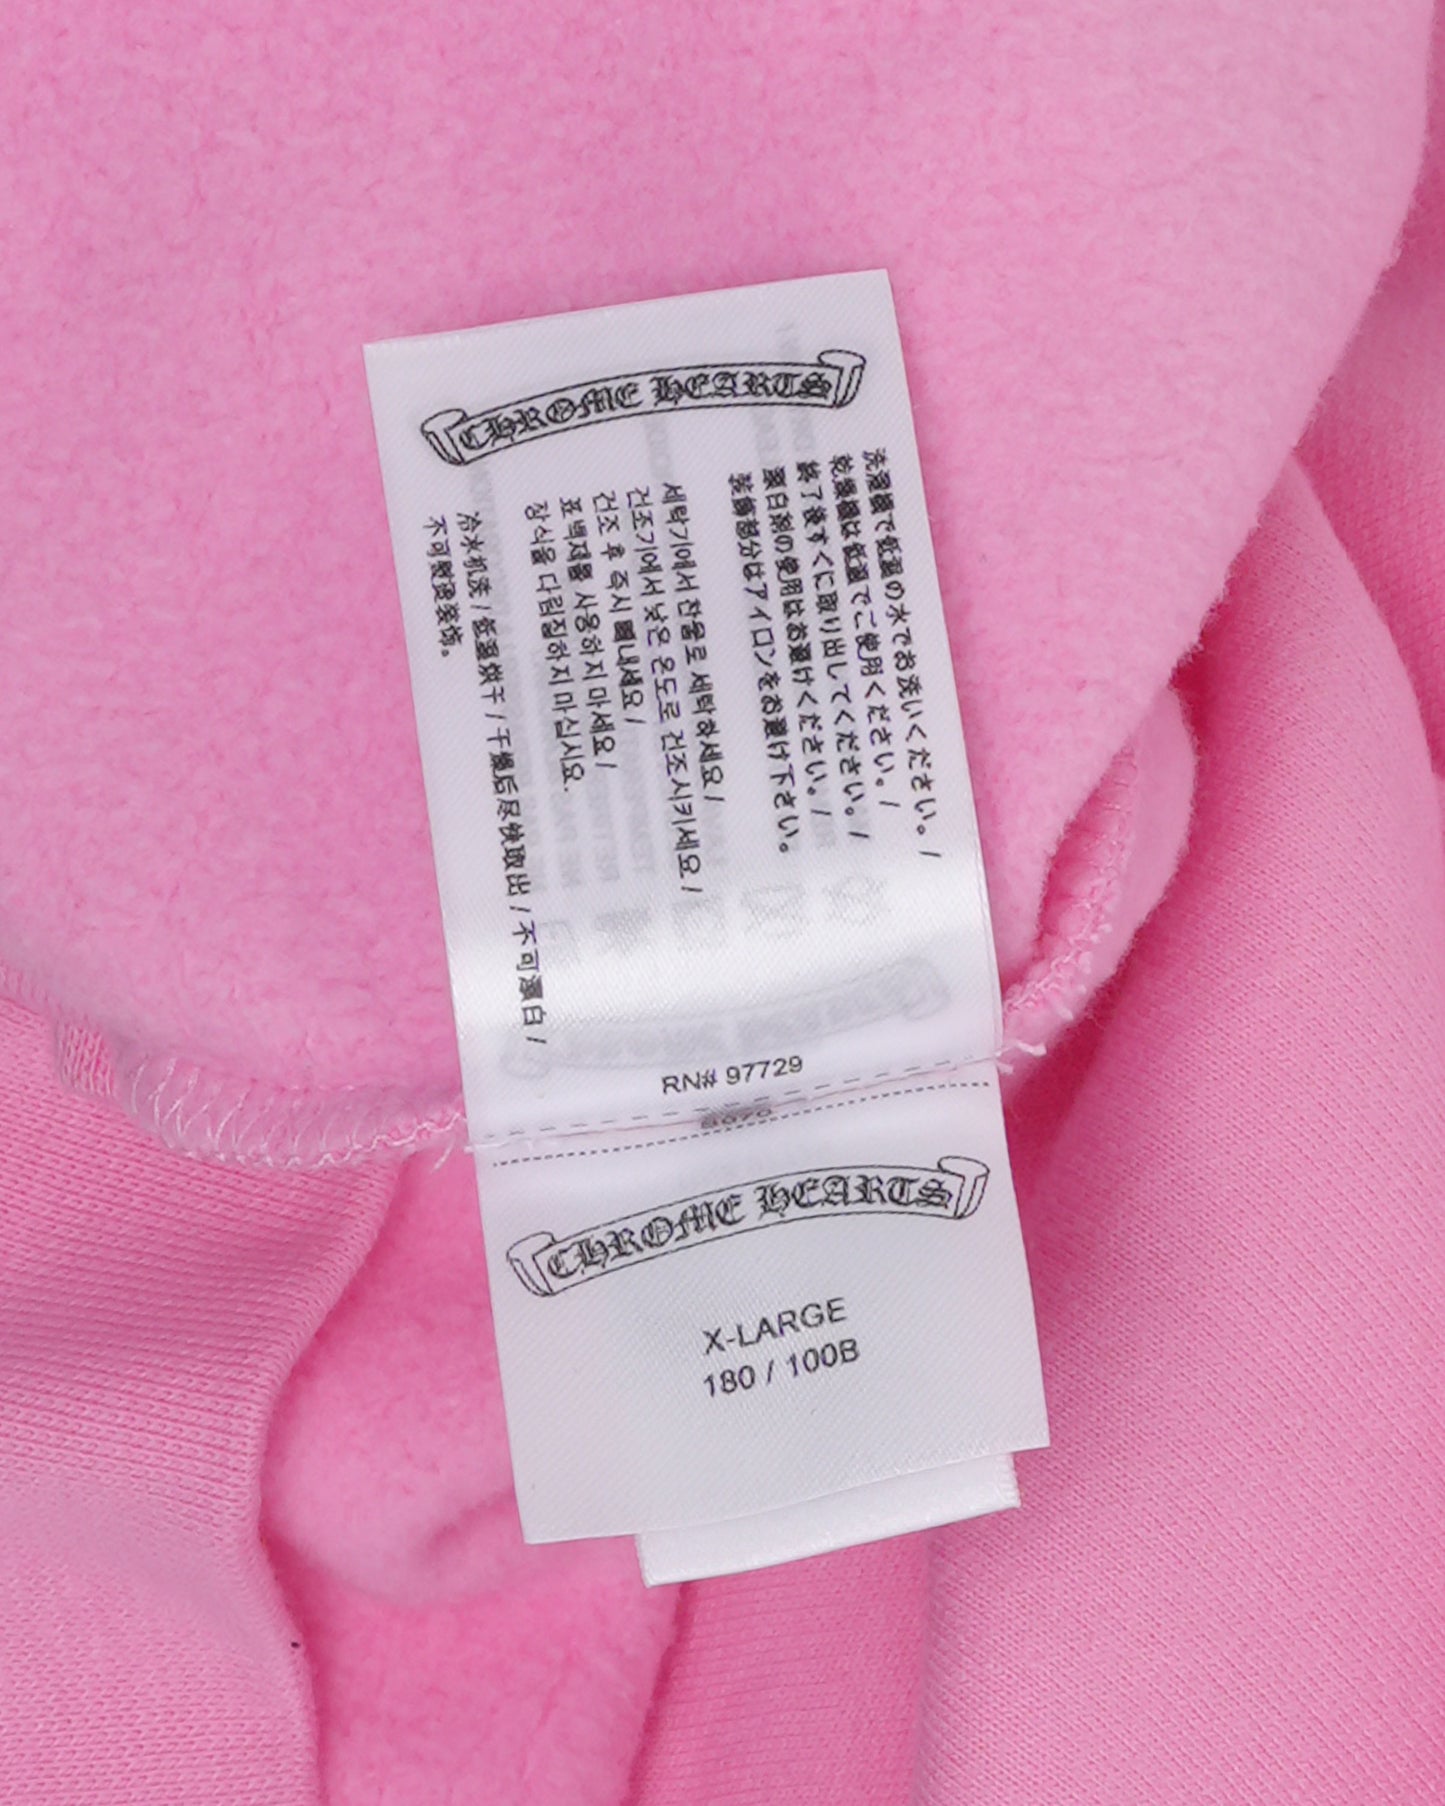 CHROME HEARTS
洗濯機で低温の水でお洗いください。/
乾燥機は低温でご使用ください。/
終了後すぐに取り出してください。/
漂白剤の使用はお避けください。/
装飾部分はアイロンをお避け下さい。
세탁기에서 찬물로 세탁하세요 /
건조기에서 낮은 온도로 건조시키세요 /
건조 후 즉시 꺼내세요 /
표백제를 사용하지 마세요 /
장식을 다림질하지 마십시요.
冷水机洗 / 低温烘干 / 干燥后尽快取出 / 不可漂白 /
不可熨烫装饰。
RN# 97729
CHROME HEARTS
X-LARGE
180 / 100B